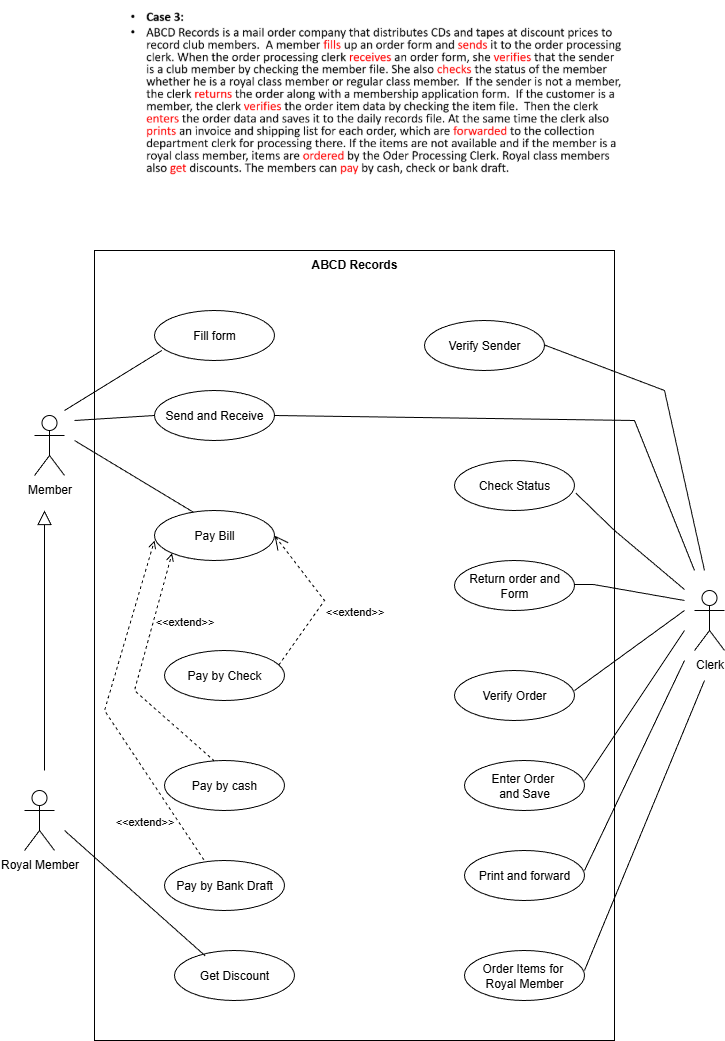 • Case 3:
• ABCD Records is a mail order company that distributes CDs and tapes at discount prices to
record club members.  A member fills up an order form and sends it to the order processing
clerk. When the order processing clerk receives an order form, she verifies that the sender
is a club member by checking the member file. She also checks the status of the member
whether he is a royal class member or regular class member.  If the sender is not a member,
the clerk returns the order along with a membership application form.  If the customer is a
member, the clerk verifies the order item data by checking the item file.  Then the clerk
enters the order data and saves it to the daily records file. At the same time the clerk also
prints an invoice and shipping list for each order, which are forwarded to the collection
department clerk for processing there. If the items are not available and if the member is a
royal class member, items are ordered by the Oder Processing Clerk. Royal class members
also get discounts. The members can pay by cash, check or bank draft.
ABCD Records
Fill form
Verify Sender
Send and Receive
Member
Check Status
Pay Bill
Return order and
Form
<<extend>>
<<extend>>
Clerk
Pay by Check
Verify Order
Pay by cash
Enter Order
and Save
<<extend>>
Royal Member
Pay by Bank Draft
Print and forward
Get Discount
Order Items for
Royal Member